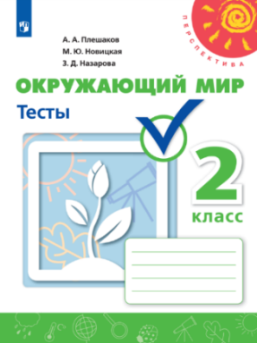 А. А. Плешаков
М. Ю. Новицкая
З. Д. Назарова
ПЕРСПЕКТИВА
ОКРУЖАЮЩИЙ МИР
Тесты
2
класс